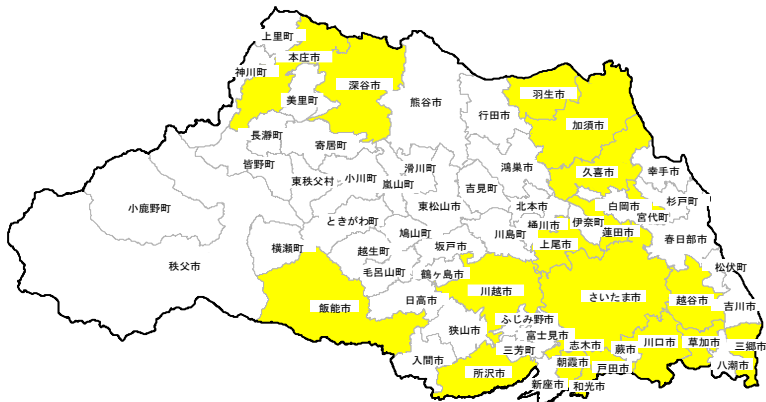 上里町
本庄市
神川町
深谷市
美里町
熊谷市
羽生市
行田市
加須市
長瀞町
寄居町
皆野町
滑川町
鴻巣市
久喜市
幸手市
東秩父村
小川町
嵐山町
吉見町
杉戸町
小鹿野町
東松山市
北本市
白岡市
宮代町
ときがわ町
桶川市
伊奈町
鳩山町
川島町
蓮田市
春日部市
横瀬町
越生町
坂戸市
上尾市
秩父市
毛呂山町
鶴ヶ島市
松伏町
川越市
さいたま市
越谷市
飯能市
日高市
吉川市
ふじみ野市
狭山市
富士見市
三芳町
志木市
蕨市
川口市
草加市
三郷市
入間市
朝霞市
戸田市
八潮市
所沢市
新座市
和光市